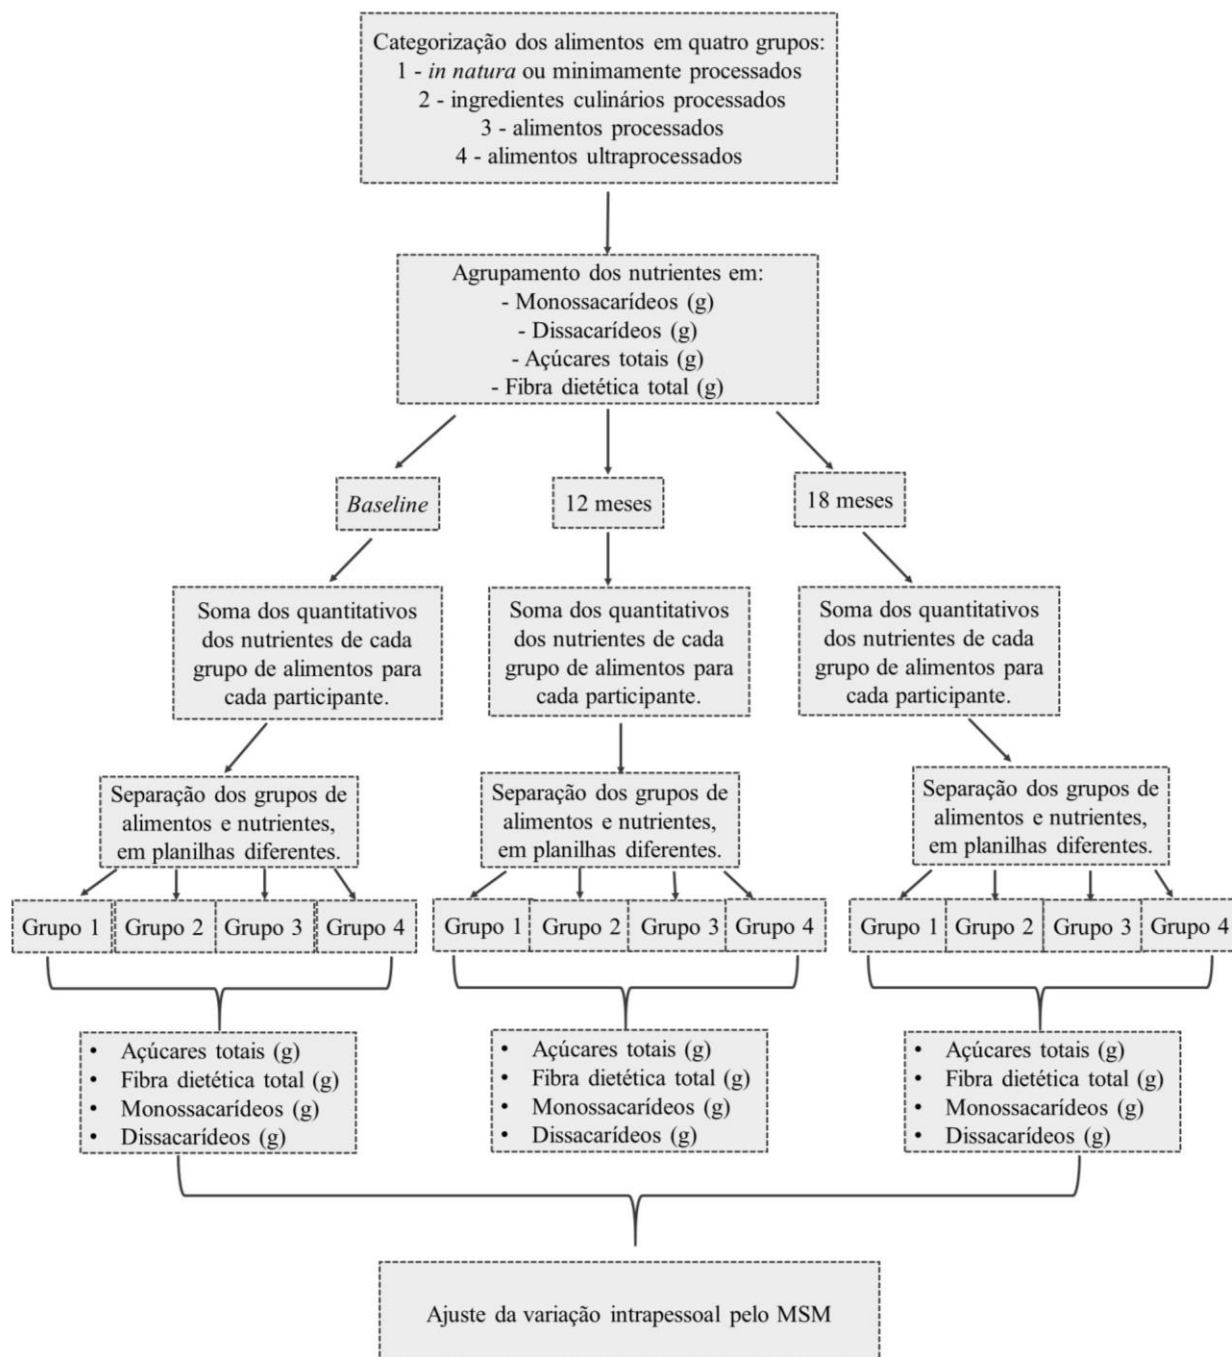 Categorização dos alimentos em quatro grupos:
1 - in natura ou minimamente processados
2 - ingredientes culinários processados
3 - alimentos processados
4 - alimentos ultraprocessados
Agrupamento dos nutrientes em:
- Monossacarídeos (g)
- Dissacarídeos (g)
- Açúcares totais (g)
- Fibra dietética total (g)
Baseline
12 meses
18 meses
Soma dos quantitativos
dos nutrientes de cada
grupo de alimentos para
cada participante.
Soma dos quantitativos
dos nutrientes de cada
grupo de alimentos para
cada participante.
Soma dos quantitativos
dos nutrientes de cada
grupo de alimentos para
cada participante.
Separação dos grupos de
alimentos e nutrientes,
em planilhas diferentes.
Separação dos grupos de
alimentos e nutrientes,
em planilhas diferentes.
Separação dos grupos de
alimentos e nutrientes,
em planilhas diferentes.
Grupo 1
Grupo 2
Grupo 3
Grupo 4
Grupo 1
Grupo 2
Grupo 3
Grupo 4
Grupo 1
Grupo 2
Grupo 3
Grupo 4
• Açúcares totais (g)
• Fibra dietética total (g)
• Monossacarídeos (g)
• Dissacarídeos (g)
• Açúcares totais (g)
• Fibra dietética total (g)
• Monossacarídeos (g)
• Dissacarídeos (g)
• Açúcares totais (g)
• Fibra dietética total (g)
• Monossacarídeos (g)
• Dissacarídeos (g)
Ajuste da variação intrapessoal pelo MSM